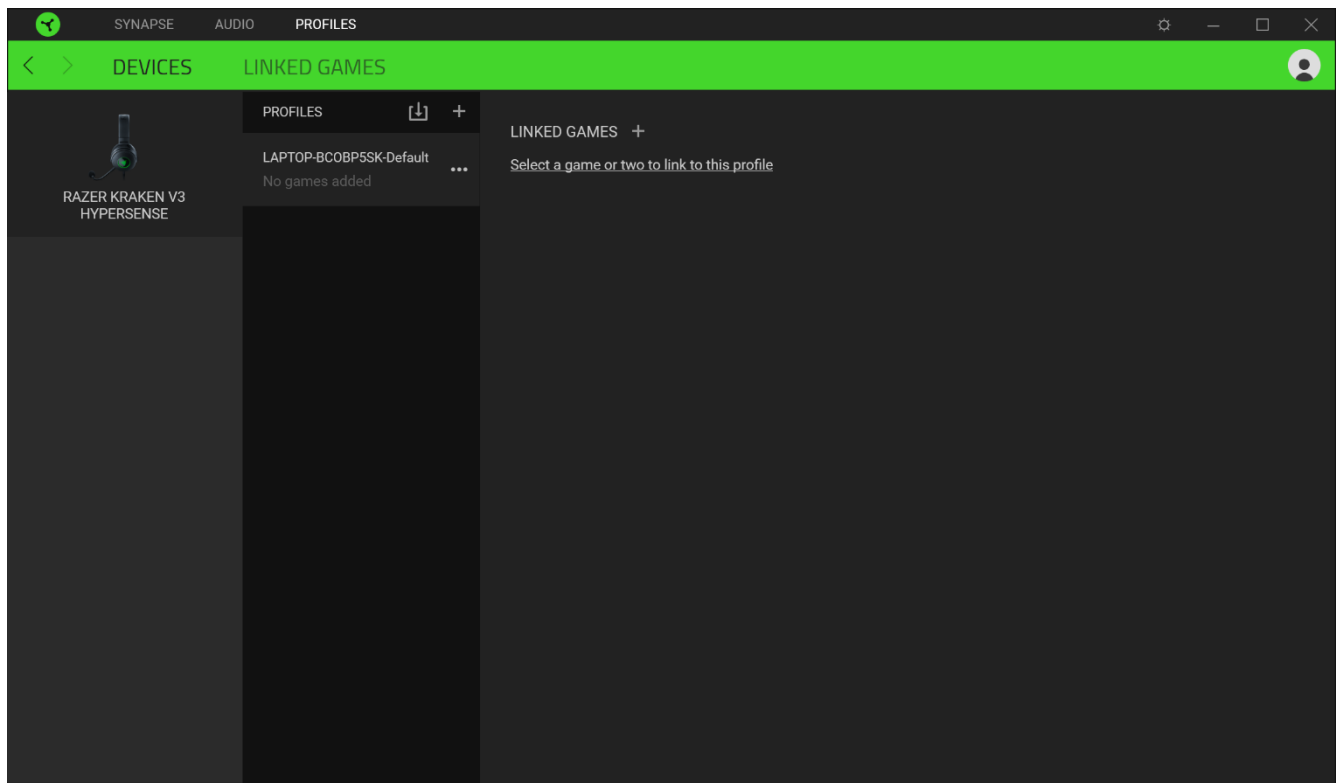 SYNAPSE AUDIO PROFILES
DEVICES LINKED GAMES
RAZER KRAKEN V3
HYPERSENSE
PROFILES
LAPTOP-BCOBP5SK-Default
No games added
LINKED GAMES
Select a game or two to link to this profile